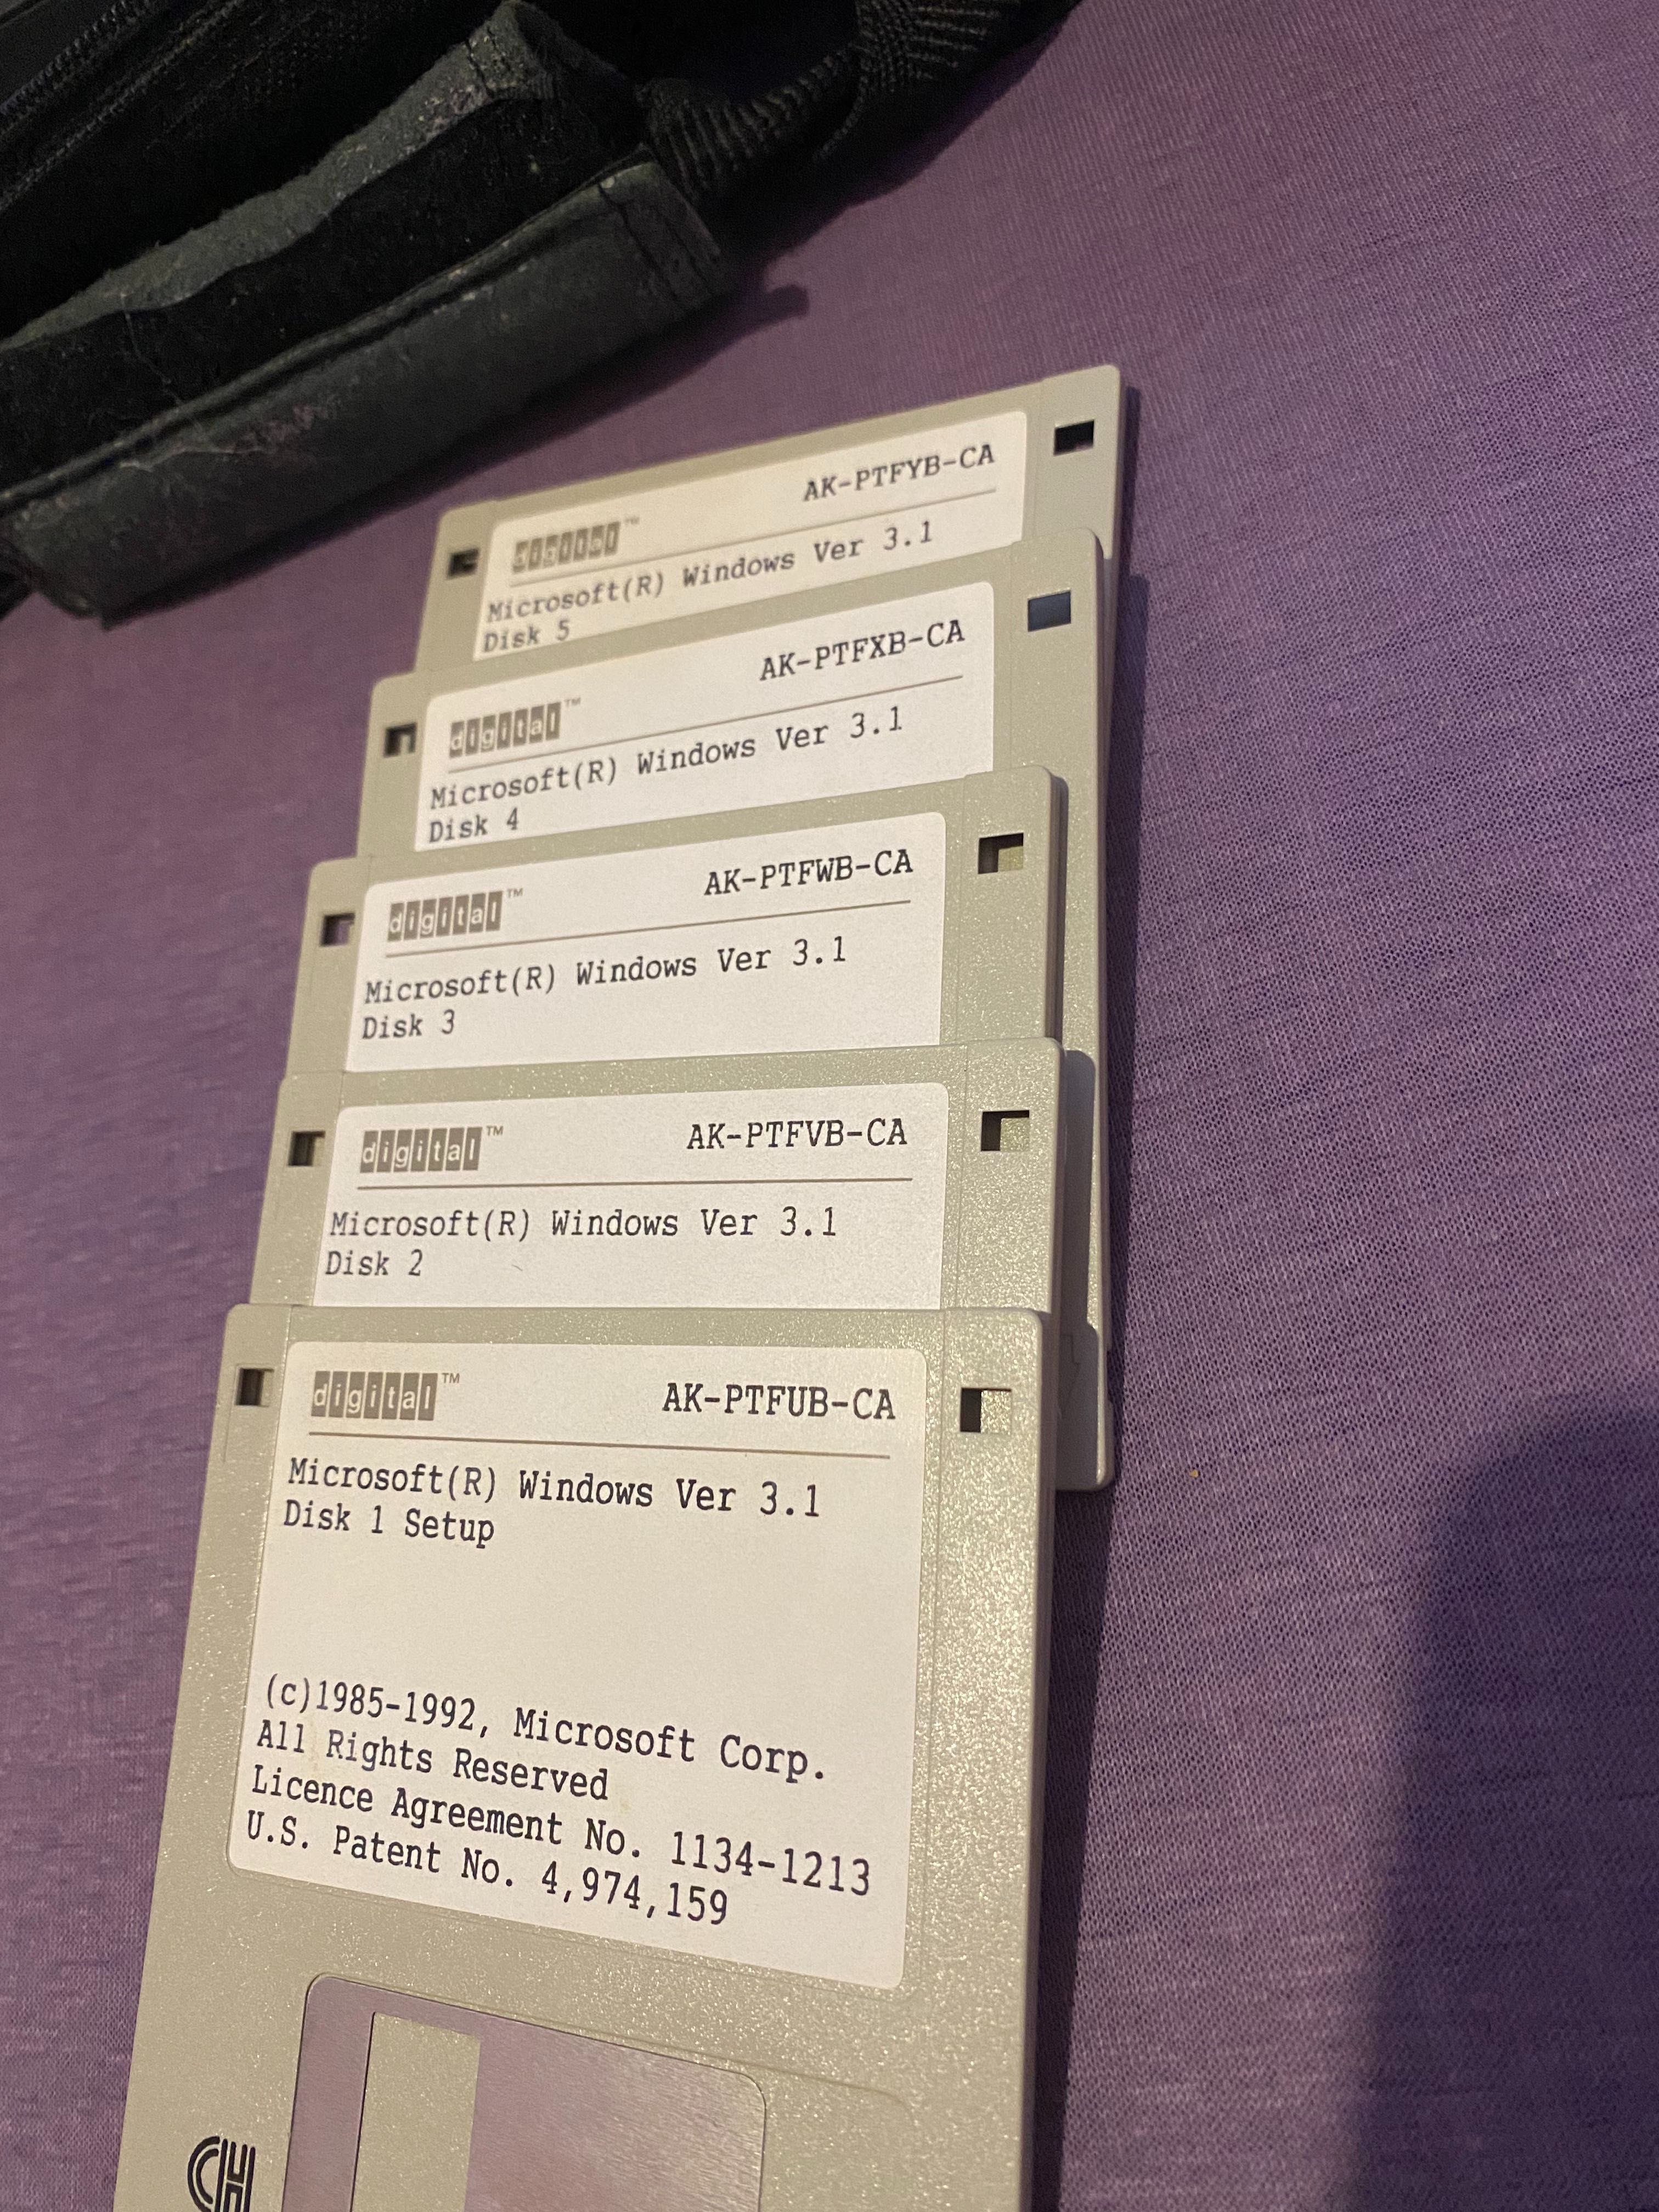 digital™ AK-PTFYB-CA
Microsoft(R) Windows Ver 3.1
Disk 5
digital™ AK-PTFXB-CA
Microsoft(R) Windows Ver 3.1
Disk 4
digital™ AK-PTFWB-CA
Microsoft(R) Windows Ver 3.1
Disk 3
digital™ AK-PTFVB-CA
Microsoft(R) Windows Ver 3.1
Disk 2
digital™ AK-PTFUB-CA
Microsoft(R) Windows Ver 3.1
Disk 1 Setup
(c)1985-1992, Microsoft Corp.
All Rights Reserved
Licence Agreement No. 1134-1213
U.S. Patent No. 4,974,159